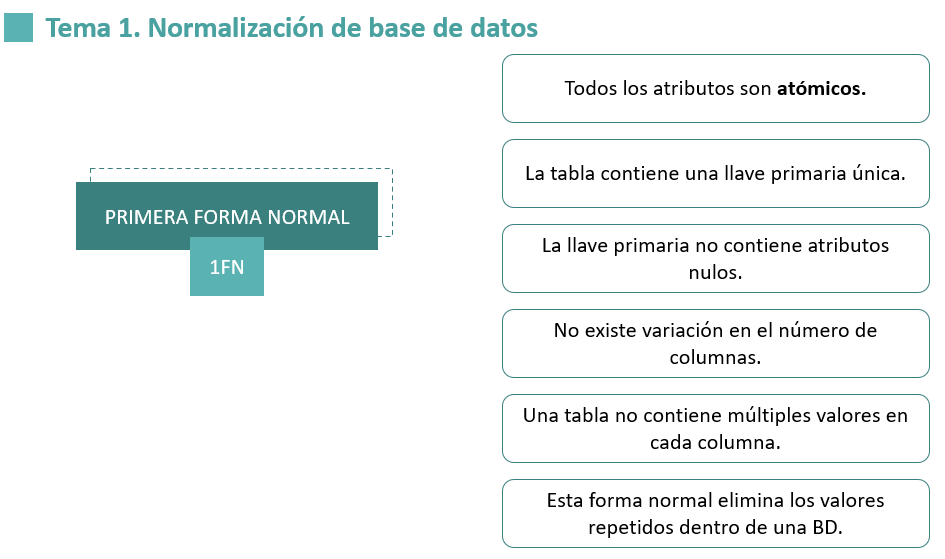 Tema 1. Normalización de base de datos
PRIMERA FORMA NORMAL
1FN
Todos los atributos son atómicos.
La tabla contiene una llave primaria única.
La llave primaria no contiene atributos
nulos.
No existe variación en el número de
columnas.
Una tabla no contiene múltiples valores en
cada columna.
Esta forma normal elimina los valores
repetidos dentro de una BD.